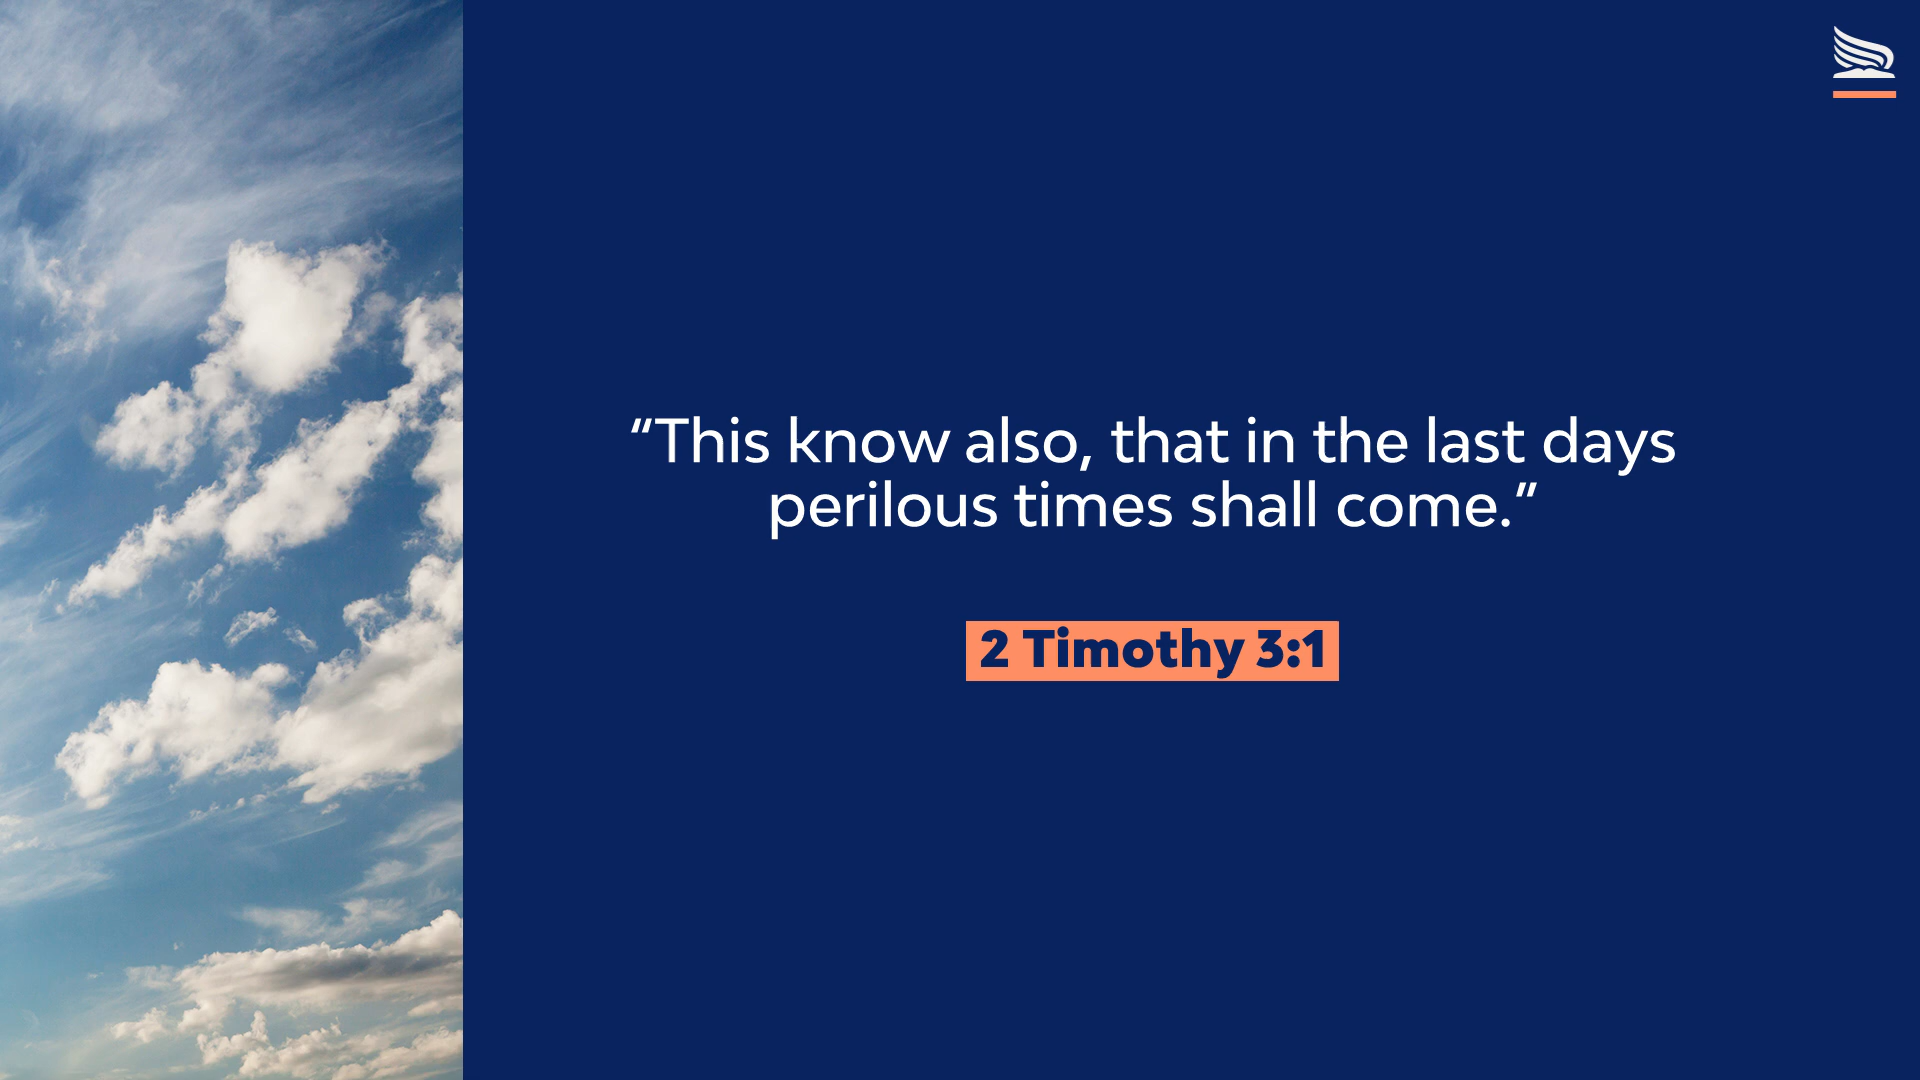 “This know also, that in the last days
perilous times shall come.”
2 Timothy 3:1